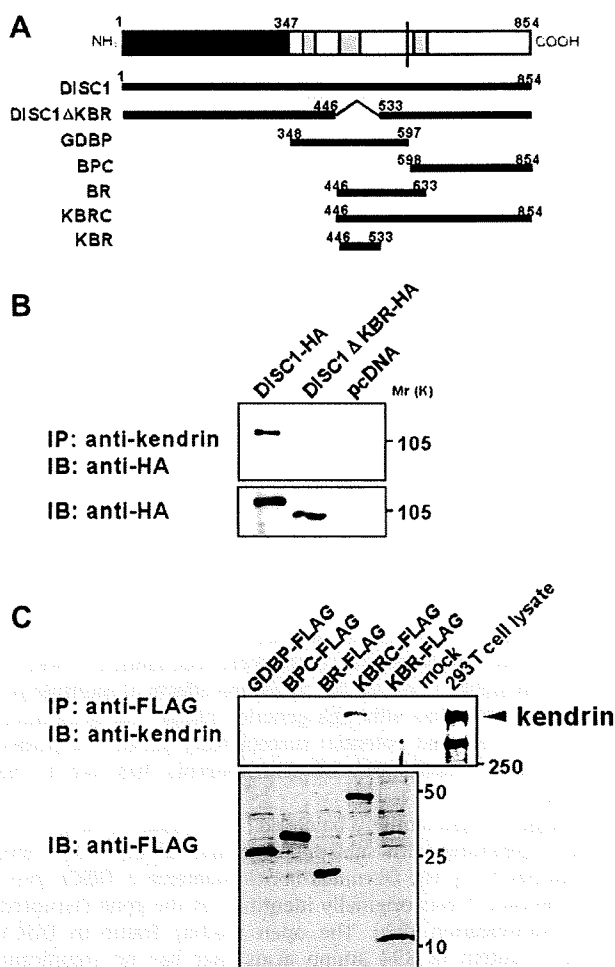 A
1 347 854
NH₂ COOH
DISC1 1 854
DISC1ΔKBR 446 533
GDBP 348 597
BPC 598 854
BR 446 633
KBRC 446 854
KBR 446 533
B
DISC1-HA
DISC1ΔKBR-HA
pcDNA
Mr (K)
IP: anti-kendrin
IB: anti-HA
105
IB: anti-HA
105
C
GDBP-FLAG
BPC-FLAG
BR-FLAG
KBRC-FLAG
KBR-FLAG
mock
293T cell lysate
IP: anti-FLAG
IB: anti-kendrin
kendrin
250
IB: anti-FLAG
50
25
10